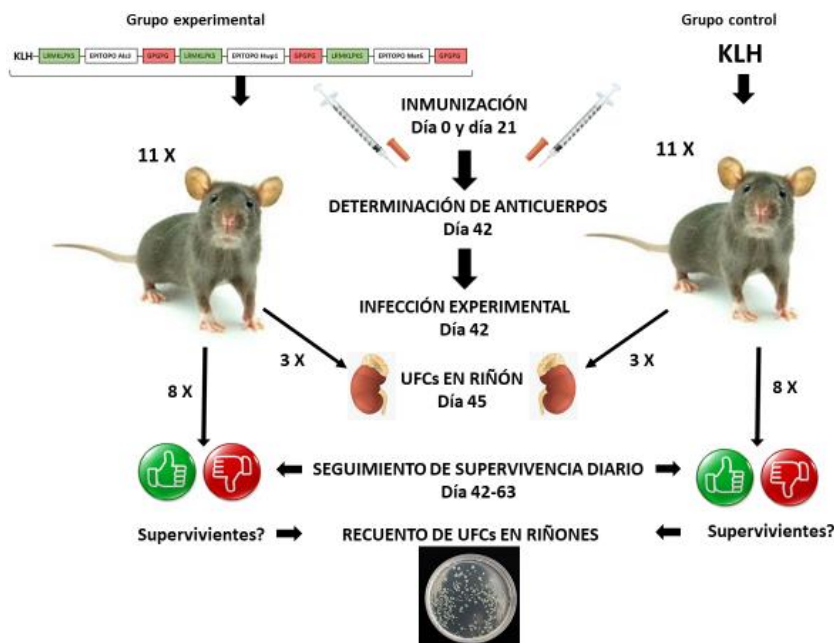 Grupo experimental
Grupo control
KLH
LRMKLPKS
EPITOPO Als3
GPGPG
LRMKLPKS
EPITOPO Hwp1
GPGPG
LRMKLPKS
EPITOPO Met6
GPGPG
KLH
INMUNIZACIÓN
Día 0 y día 21
11 X
11 X
DETERMINACIÓN DE ANTICUERPOS
Día 42
INFECCIÓN EXPERIMENTAL
Día 42
3 X
3 X
UFCs EN RIÑÓN
Día 45
8 X
8 X
SEGUIMIENTO DE SUPERVIVENCIA DIARIO
Día 42-63
Supervivientes?
RECUENTO DE UFCs EN RIÑONES
Supervivientes?